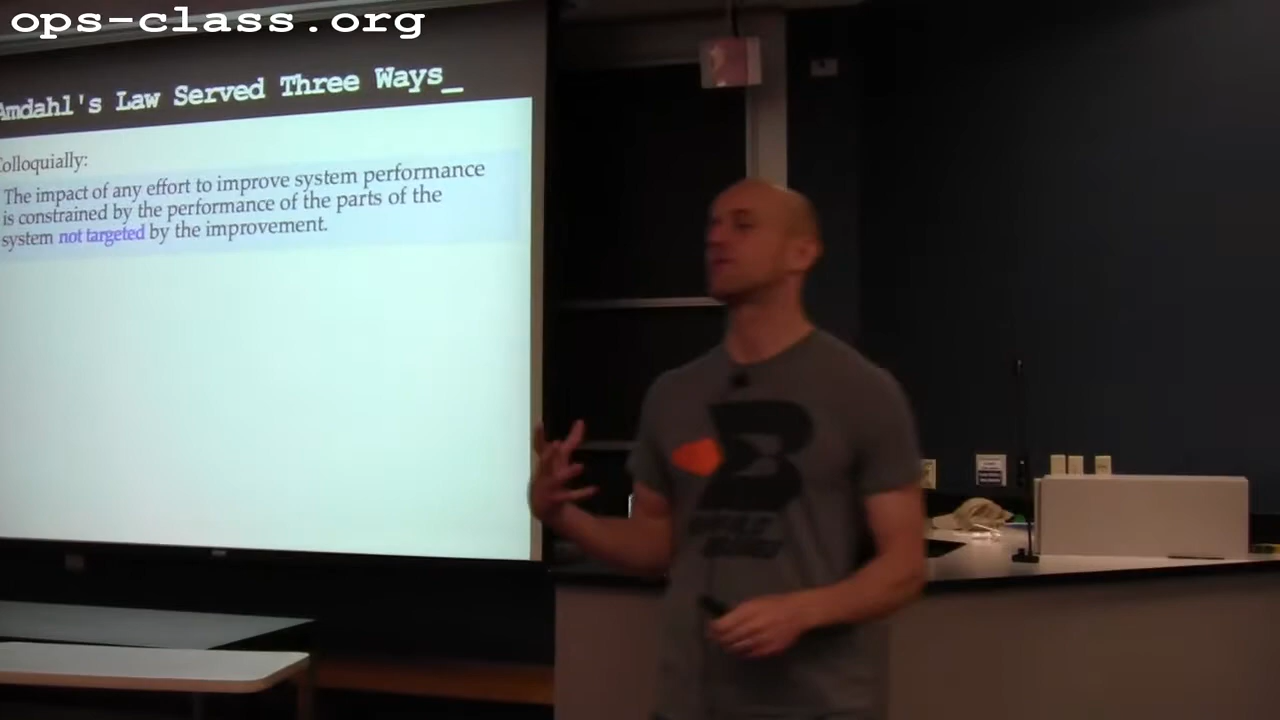 ops-class.org
Amdahl's Law Served Three Ways_
Colloquially:
The impact of any effort to improve system performance
is constrained by the performance of the parts of the
system not targeted by the improvement.
B